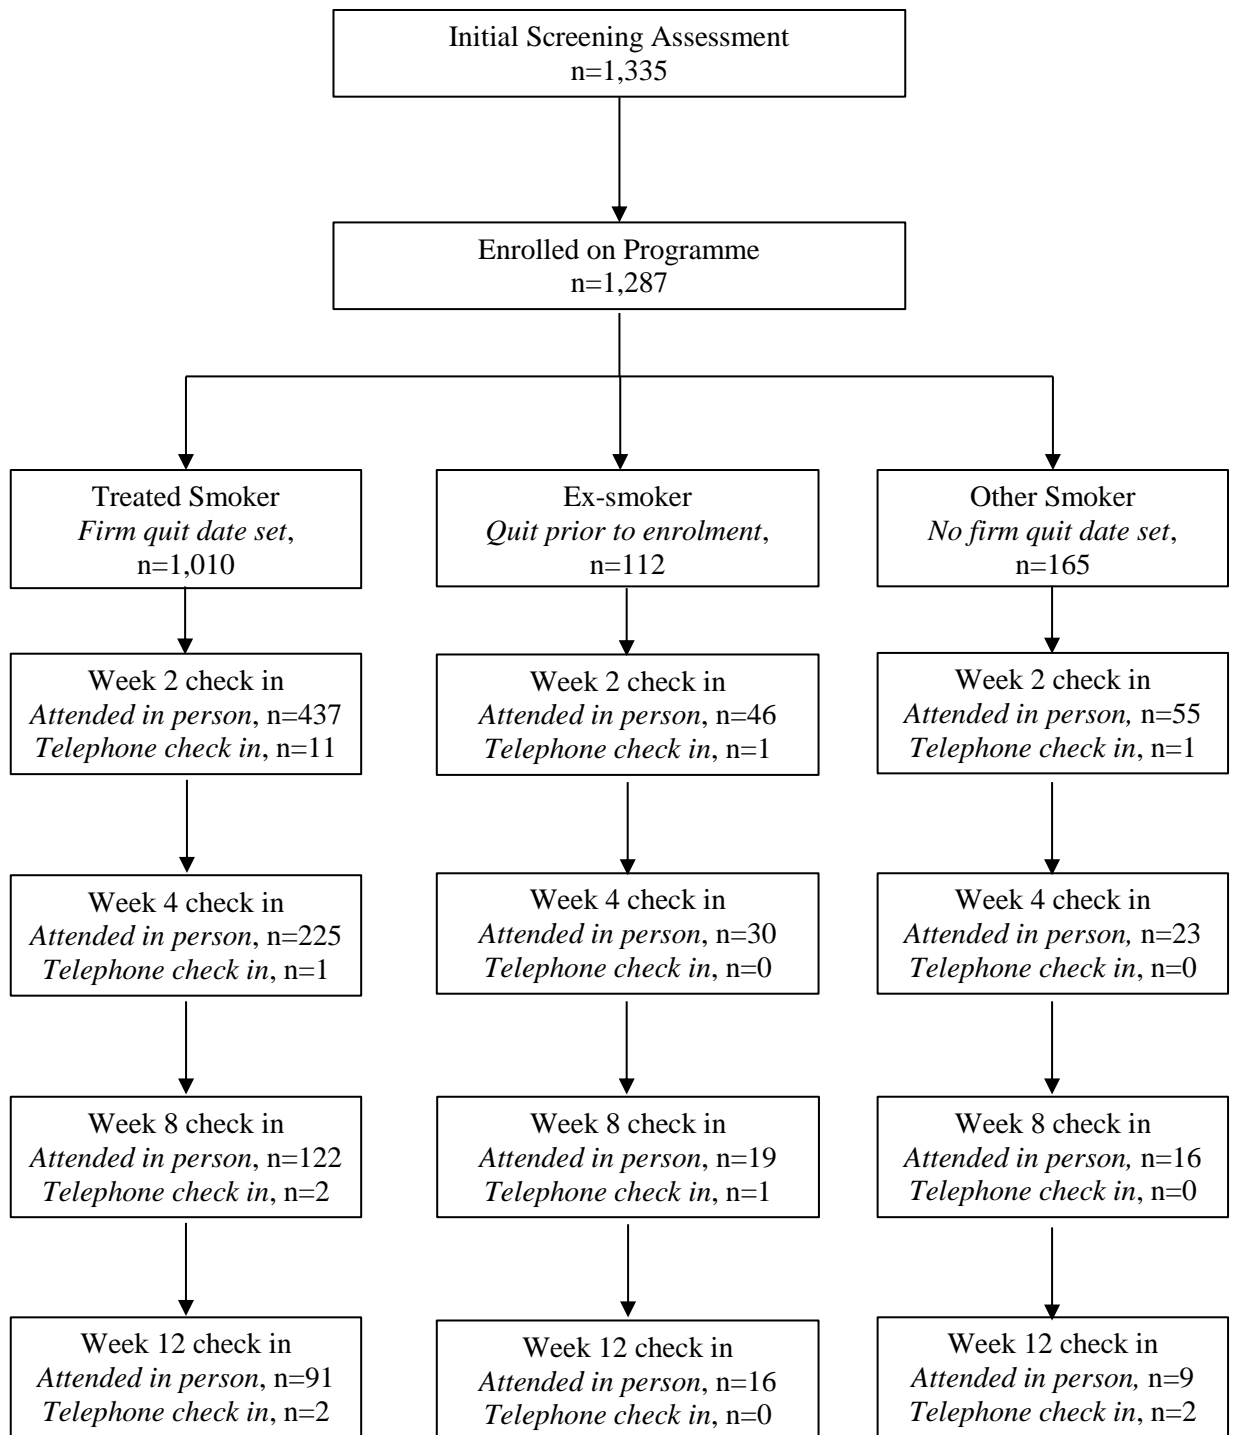 Initial Screening Assessment
n=1,335
Enrolled on Programme
n=1,287
Treated Smoker
Firm quit date set,
n=1,010
Ex-smoker
Quit prior to enrolment,
n=112
Other Smoker
No firm quit date set,
n=165
Week 2 check in
Attended in person, n=437
Telephone check in, n=11
Week 2 check in
Attended in person, n=46
Telephone check in, n=1
Week 2 check in
Attended in person, n=55
Telephone check in, n=1
Week 4 check in
Attended in person, n=225
Telephone check in, n=1
Week 4 check in
Attended in person, n=30
Telephone check in, n=0
Week 4 check in
Attended in person, n=23
Telephone check in, n=0
Week 8 check in
Attended in person, n=122
Telephone check in, n=2
Week 8 check in
Attended in person, n=19
Telephone check in, n=1
Week 8 check in
Attended in person, n=16
Telephone check in, n=0
Week 12 check in
Attended in person, n=91
Telephone check in, n=2
Week 12 check in
Attended in person, n=16
Telephone check in, n=0
Week 12 check in
Attended in person, n=9
Telephone check in, n=2